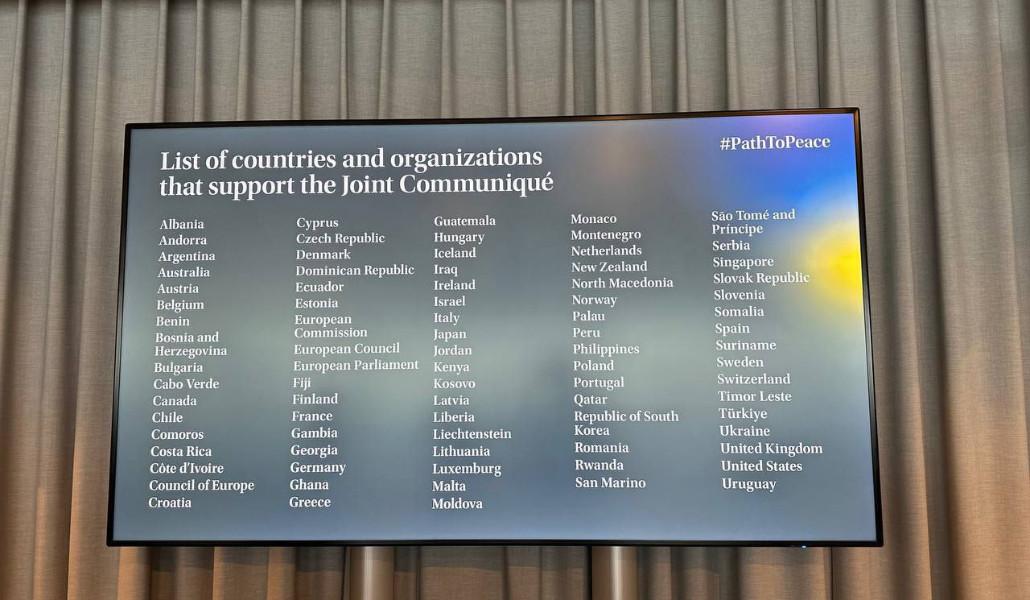 List of countries and organizations
that support the Joint Communiqué
#PathToPeace
Albania
Andorra
Argentina
Australia
Austria
Belgium
Benin
Bosnia and
Herzegovina
Bulgaria
Cabo Verde
Canada
Chile
Comoros
Costa Rica
Côte d'Ivoire
Council of Europe
Croatia
Cyprus
Czech Republic
Denmark
Dominican Republic
Ecuador
Estonia
European
Commission
European Council
European Parliament
Fiji
Finland
France
Gambia
Georgia
Germany
Ghana
Greece
Guatemala
Hungary
Iceland
Iraq
Ireland
Israel
Italy
Japan
Jordan
Kenya
Kosovo
Latvia
Liberia
Liechtenstein
Lithuania
Luxemburg
Malta
Moldova
Monaco
Montenegro
Netherlands
New Zealand
North Macedonia
Norway
Palau
Peru
Philippines
Poland
Portugal
Qatar
Republic of South
Korea
Romania
Rwanda
San Marino
São Tomé and
Príncipe
Serbia
Singapore
Slovak Republic
Slovenia
Somalia
Spain
Suriname
Sweden
Switzerland
Timor Leste
Türkiye
Ukraine
United Kingdom
United States
Uruguay